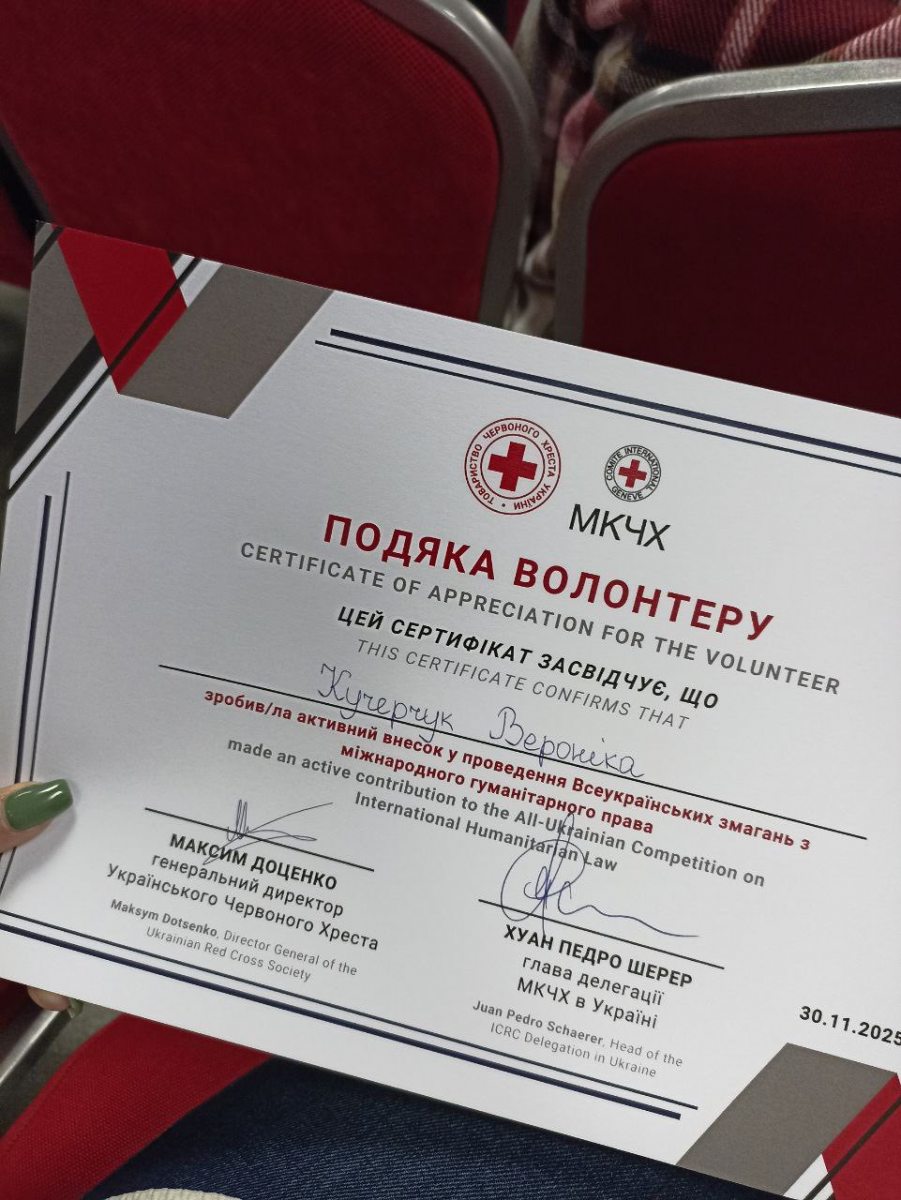 ТОВАРИСТВО ЧЕРВОНОГО ХРЕСТА УКРАЇНИ
COMITE INTERNATIONAL GENEVE
МКЧХ
ПОДЯКА ВОЛОНТЕРУ
CERTIFICATE OF APPRECIATION FOR THE VOLUNTEER
ЦЕЙ СЕРТИФІКАТ ЗАСВІДЧУЄ, ЩО
THIS CERTIFICATE CONFIRMS THAT
Кучерчук Вероніка
зробив/ла активний внесок у проведення Всеукраїнських змагань з
міжнародного гуманітарного права
made an active contribution to the All-Ukrainian Competition on
International Humanitarian Law
МАКСИМ ДОЦЕНКО
генеральний директор
Українського Червоного Хреста
Maksym Dotsenko, Director General of the
Ukrainian Red Cross Society
ХУАН ПЕДРО ШЕРЕР
глава делегації
МКЧХ в Україні
Juan Pedro Schaerer, Head of the
ICRC Delegation in Ukraine
30.11.2025